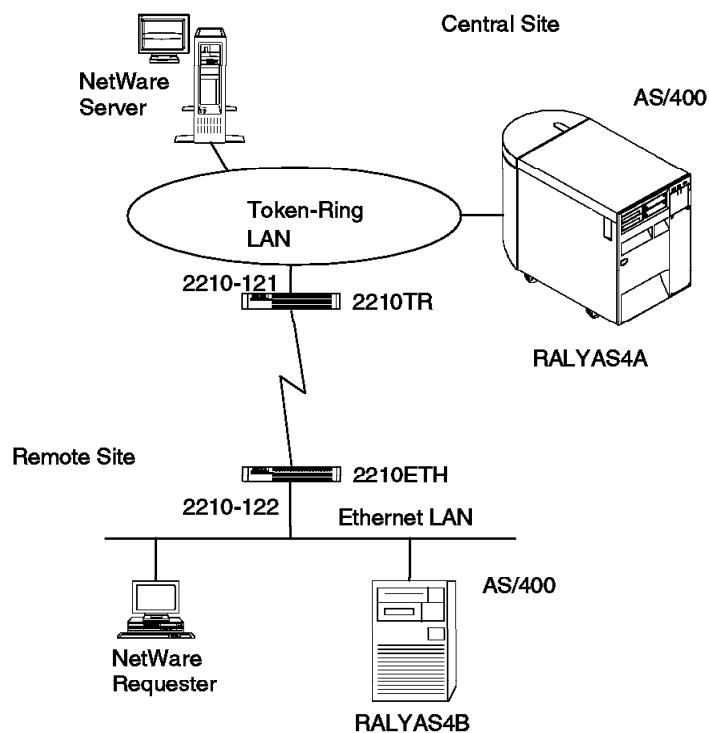 Central Site
NetWare
Server
AS/400
Token-Ring
LAN
2210-121
2210TR
RALYAS4A
Remote Site
2210ETH
2210-122
Ethernet LAN
AS/400
NetWare
Requester
RALYAS4B